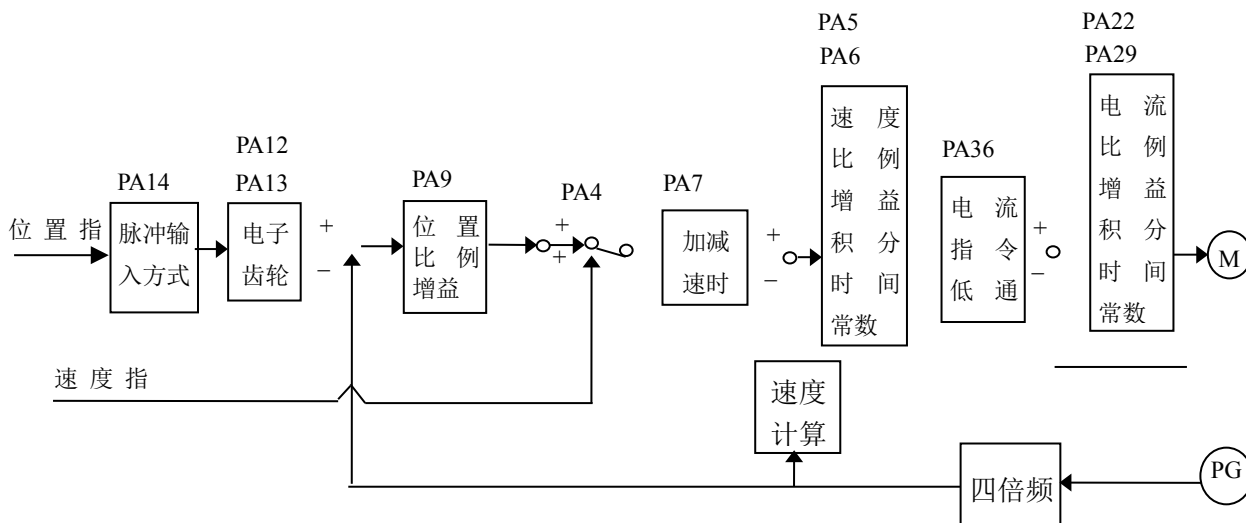 PA5
PA6
PA22
PA29
PA12
PA13
PA14
PA9
PA4
PA7
PA36
位置指
脉冲输
入方式
电子
齿轮
+
−
位置
比例
增益
+
+
加减
速时
+
−
速度
比例
增益
积分
时间
常数
电流
指令
低通
+
−
电流
比例
增益
积分
时间
常数
M
速度指
速度
计算
四倍频
PG